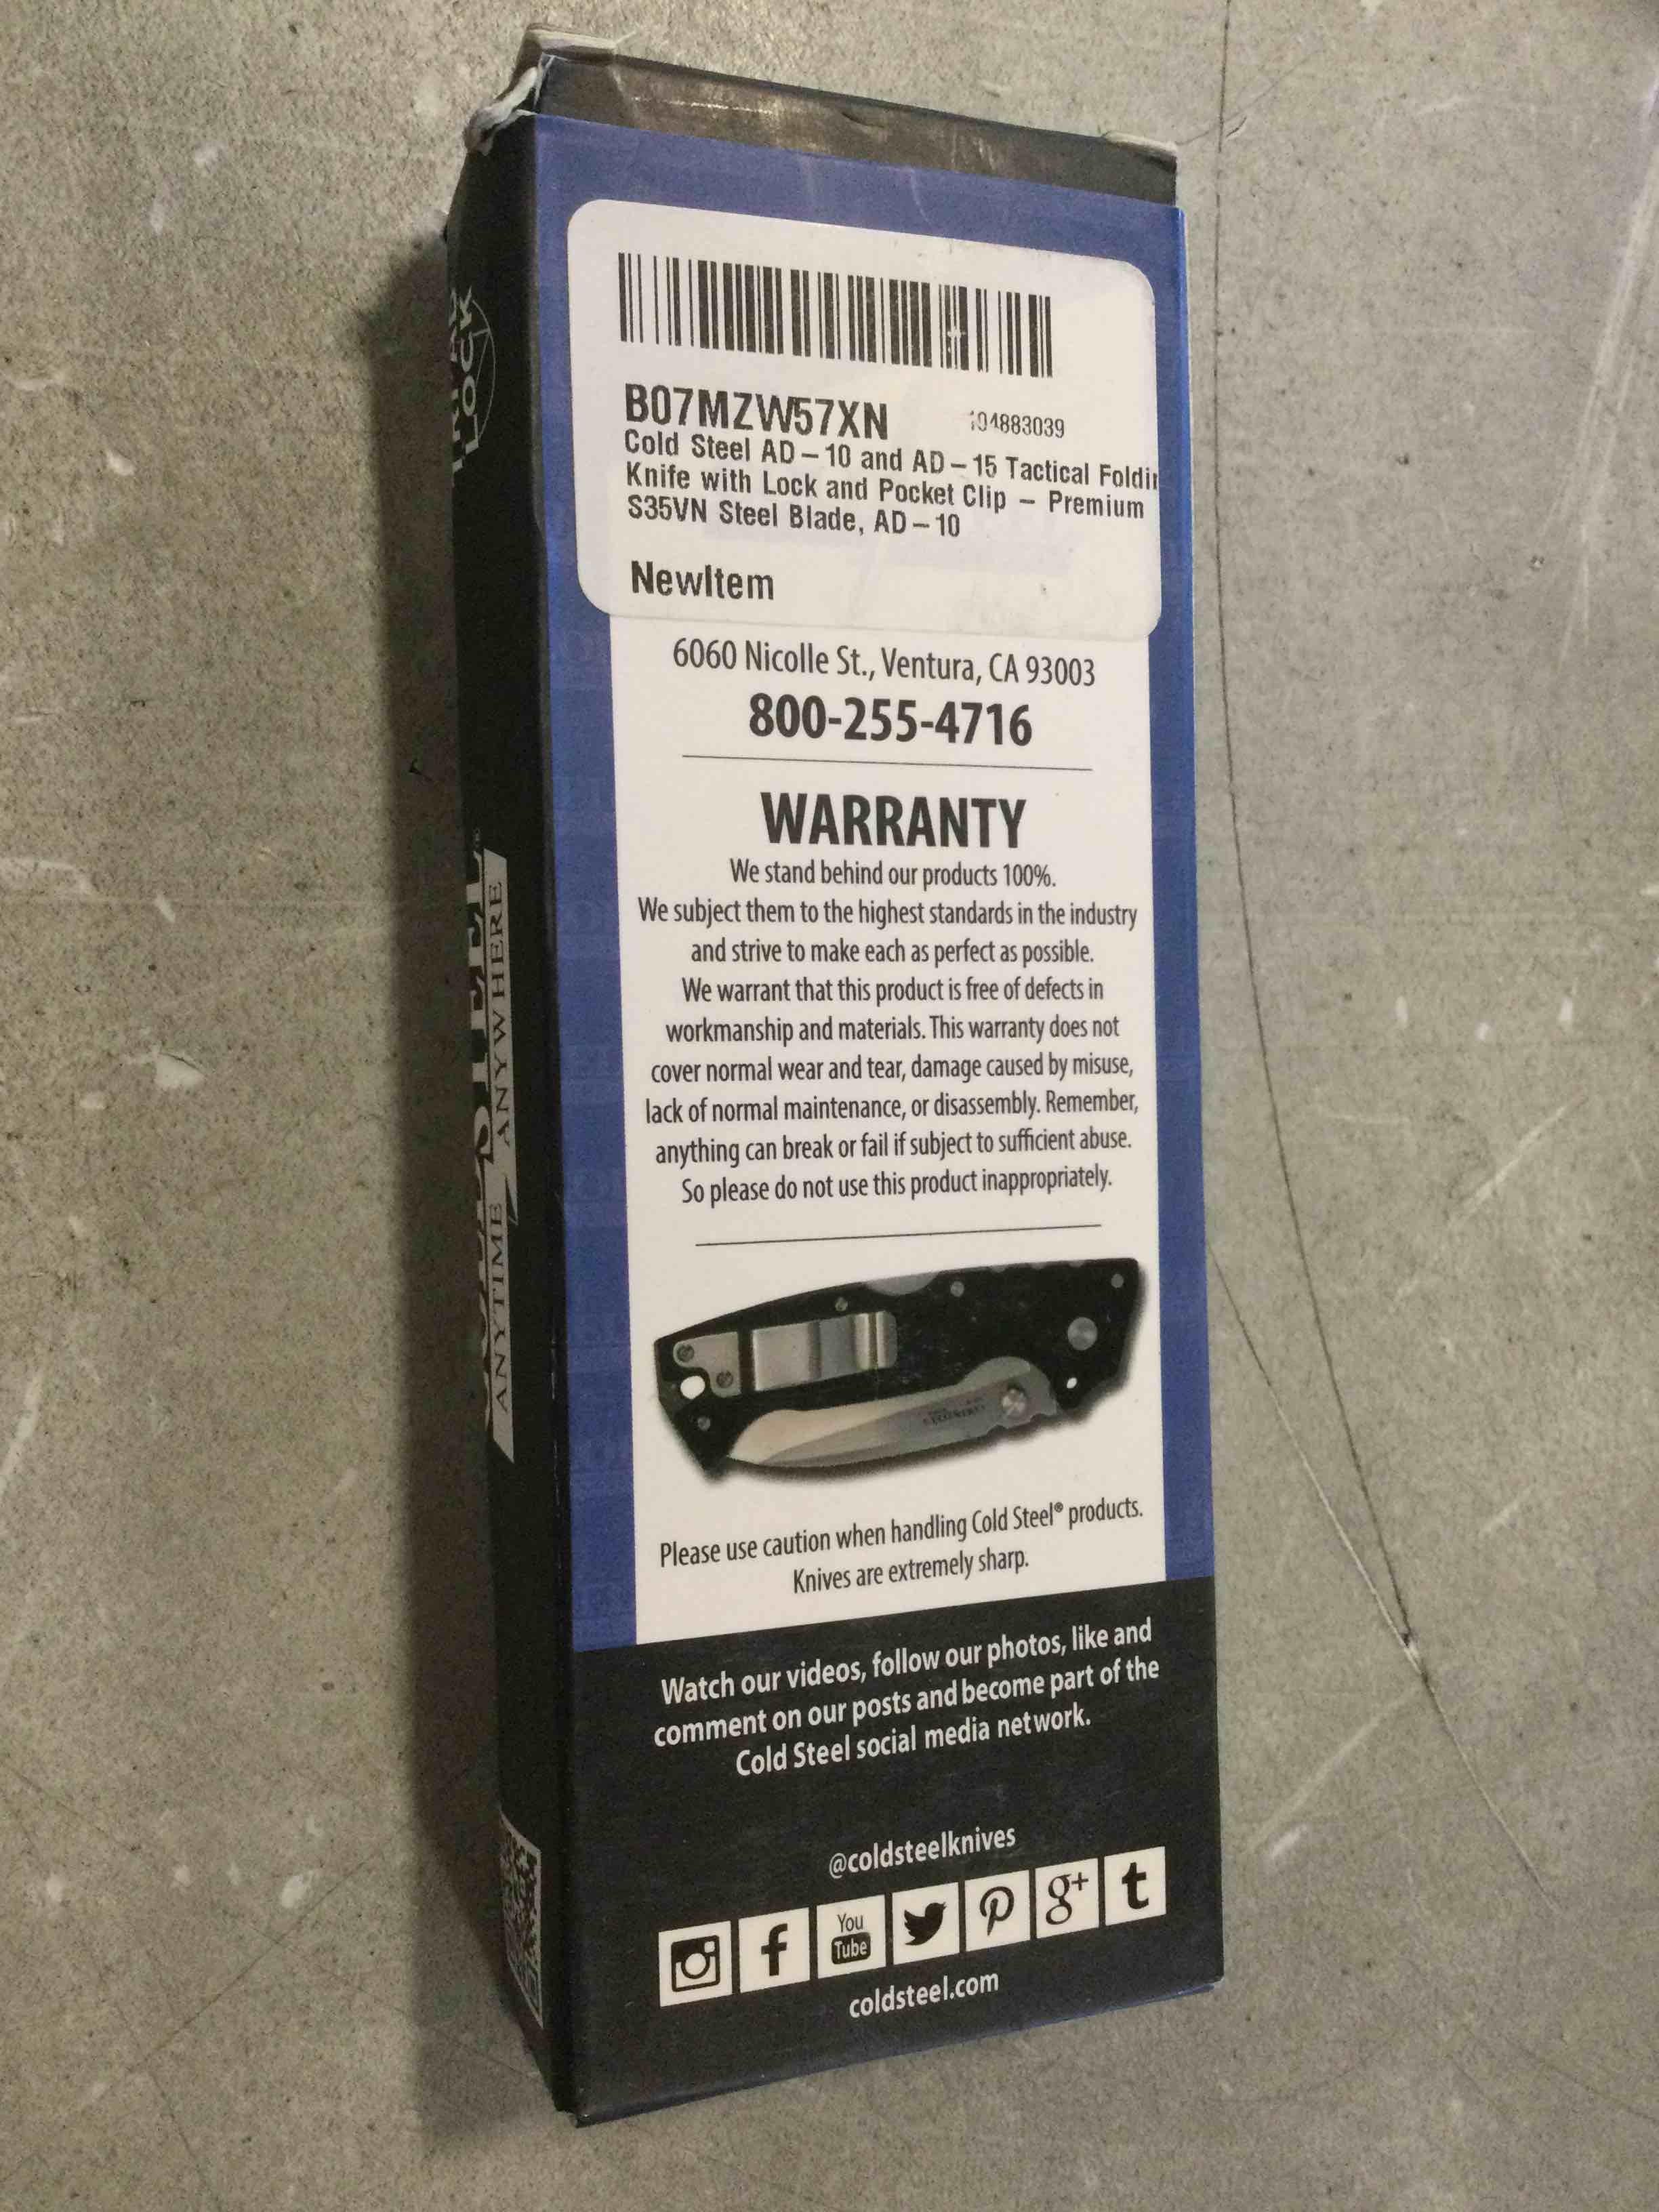 B07MZW57XN
104883039
Cold Steel AD-10 and AD-15 Tactical Foldin
Knife with Lock and Pocket Clip - Premium
S35VN Steel Blade, AD-10
NewItem
6060 Nicolle St., Ventura, CA 93003
800-255-4716
WARRANTY
We stand behind our products 100%.
We subject them to the highest standards in the industry
and strive to make each as perfect as possible.
We warrant that this product is free of defects in
workmanship and materials. This warranty does not
cover normal wear and tear, damage caused by misuse,
lack of normal maintenance, or disassembly. Remember,
anything can break or fail if subject to sufficient abuse.
So please do not use this product inappropriately.
Please use caution when handling Cold Steel® products.
Knives are extremely sharp.
Watch our videos, follow our photos, like and
comment on our posts and become part of the
Cold Steel social media network.
@coldsteelknives
f You Tube g+ t
coldsteel.com
LOCK
STEEL
ANYTIME ANYWHERE